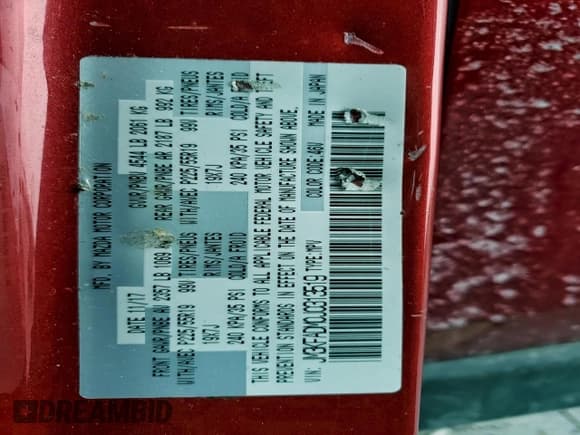 MFD. BY MAZDA MOTOR CORPORATION
DATE: 11/17 GVWR/PNBV 4544 LB 2061 KG
FRONT GAWR/PNBE AV 2357 LB 1069 REAR GAWR/PNBE AR 2187 LB 992 KG
WITH/AVEC P225/55R19 99V TIRES/PNEUS WITH/AVEC P225/55R19 99V TIRES/PNEUS
19X7J RIMS/JANTES 19X7J RIMS/JANTES
240 KPA/35 PSI COLD/A FROID 240 KPA/35 PSI COLD/A FROID
THIS VEHICLE CONFORMS TO ALL APPLICABLE FEDERAL MOTOR VEHICLE SAFETY AND THEFT
PREVENTION STANDARDS IN EFFECT ON THE DATE OF MANUFACTURE SHOWN ABOVE.
VIN: TYPE:MPV COLOR CODE:A6U MADE IN JAPAN
DREAMBID